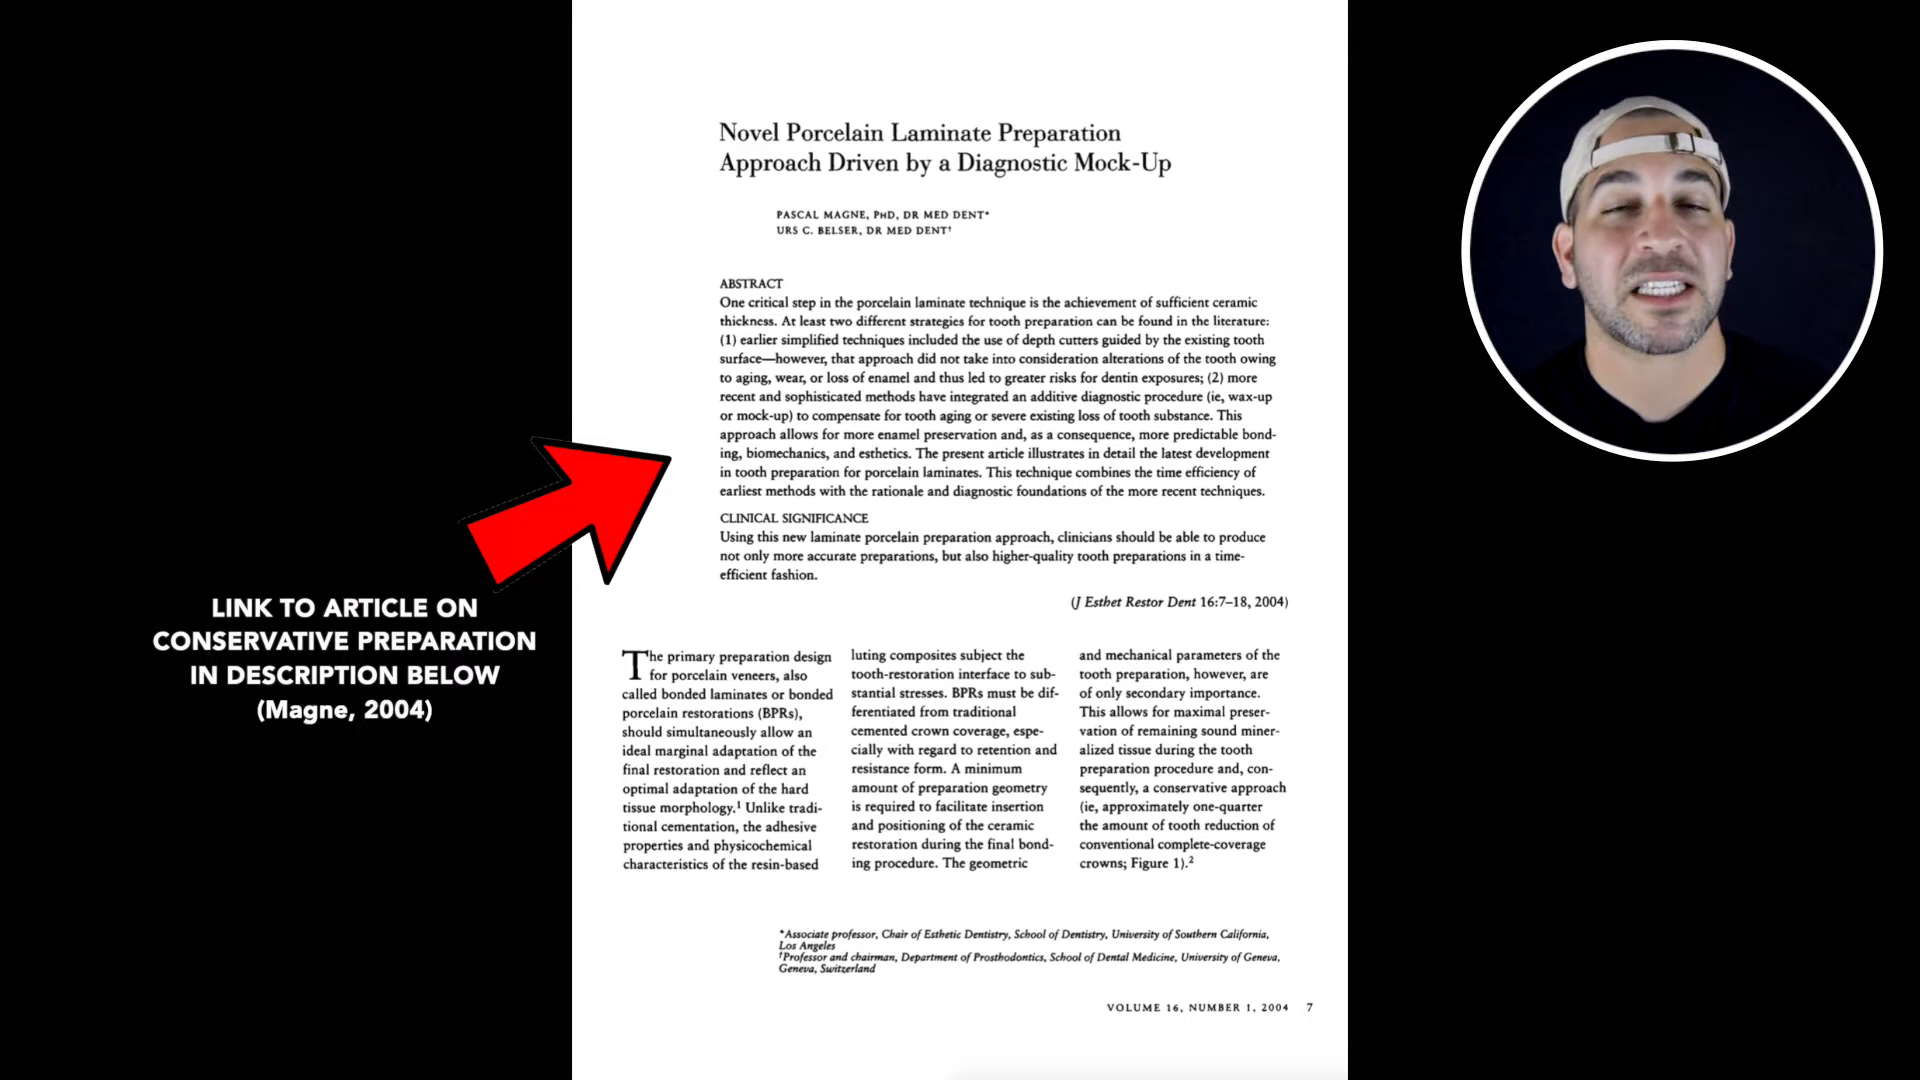 Novel Porcelain Laminate Preparation
Approach Driven by a Diagnostic Mock-Up
PASCAL MAGNE, PHD, DR MED DENT*
URS C. BELSER, DR MED DENT†
ABSTRACT
One critical step in the porcelain laminate technique is the achievement of sufficient ceramic
thickness. At least two different strategies for tooth preparation can be found in the literature:
(1) earlier simplified techniques included the use of depth cutters guided by the existing tooth
surface—however, that approach did not take into consideration alterations of the tooth owing
to aging, wear, or loss of enamel and thus led to greater risks for dentin exposures; (2) more
recent and sophisticated methods have integrated an additive diagnostic procedure (ie, wax-up
or mock-up) to compensate for tooth aging or severe existing loss of tooth substance. This
approach allows for more enamel preservation and, as a consequence, more predictable bond-
ing, biomechanics, and esthetics. The present article illustrates in detail the latest development
in tooth preparation for porcelain laminates. This technique combines the time efficiency of
earliest methods with the rationale and diagnostic foundations of the more recent techniques.
CLINICAL SIGNIFICANCE
Using this new laminate porcelain preparation approach, clinicians should be able to produce
not only more accurate preparations, but also higher-quality tooth preparations in a time-
efficient fashion.
(J Esthet Restor Dent 16:7–18, 2004)
LINK TO ARTICLE ON
CONSERVATIVE PREPARATION
IN DESCRIPTION BELOW
(Magne, 2004)
The primary preparation design
for porcelain veneers, also
called bonded laminates or bonded
porcelain restorations (BPRs),
should simultaneously allow an
ideal marginal adaptation of the
final restoration and reflect an
optimal adaptation of the hard
tissue morphology.1 Unlike tradi-
tional cementation, the adhesive
properties and physicochemical
characteristics of the resin-based
luting composites subject the
tooth-restoration interface to sub-
stantial stresses. BPRs must be dif-
ferentiated from traditional
cemented crown coverage, espe-
cially with regard to retention and
resistance form. A minimum
amount of preparation geometry
is required to facilitate insertion
and positioning of the ceramic
restoration during the final bond-
ing procedure. The geometric
and mechanical parameters of the
tooth preparation, however, are
of only secondary importance.
This allows for maximal preser-
vation of remaining sound miner-
alized tissue during the tooth
preparation procedure and, con-
sequently, a conservative approach
(ie, approximately one-quarter
the amount of tooth reduction of
conventional complete-coverage
crowns; Figure 1).2
*Associate professor, Chair of Esthetic Dentistry, School of Dentistry, University of Southern California,
Los Angeles
†Professor and chairman, Department of Prosthodontics, School of Dental Medicine, University of Geneva,
Geneva, Switzerland
VOLUME 16, NUMBER 1, 2004 7